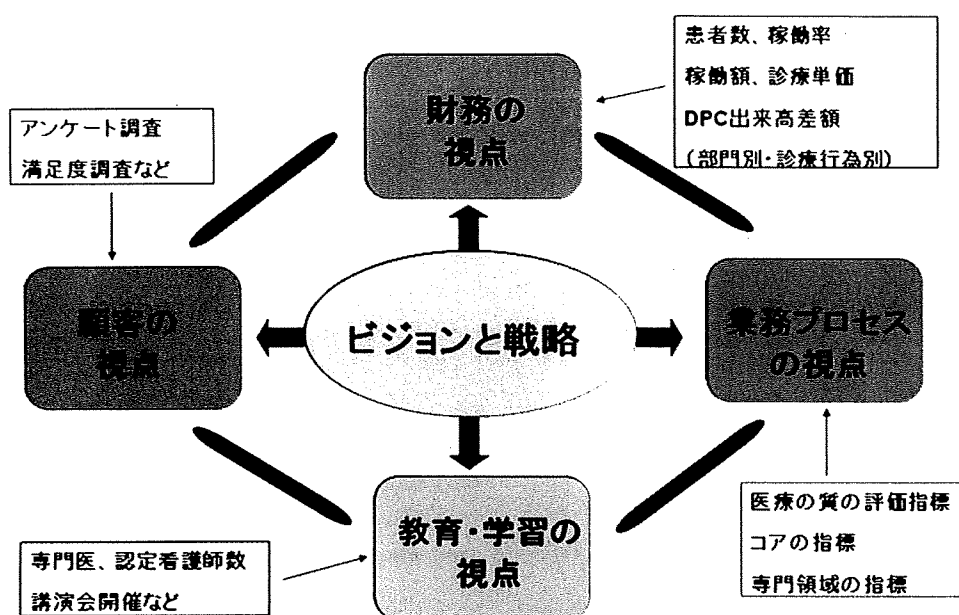 患者数、稼働率
稼働額、診療単価
DPC出来高差額
(部門別・診療行為別)
財務の
視点
アンケート調査
満足度調査など
顧客の
視点
ビジョンと戦略
業務プロセス
の視点
教育・学習の
視点
専門医、認定看護師数
講演会開催など
医療の質の評価指標
コアの指標
専門領域の指標